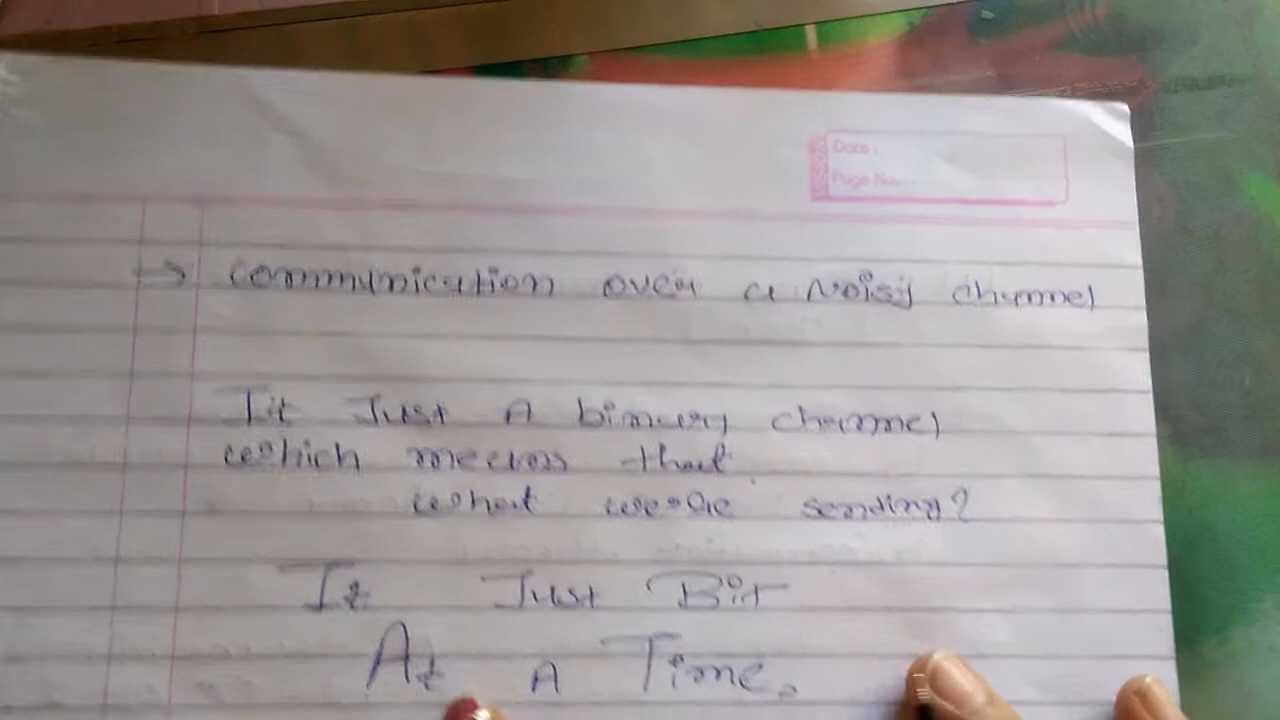 Date :
Page No.
→ communication over a Noisy channel
It Just A binary channel
which means that
what we are sending?
It Just Bit
At A Time.